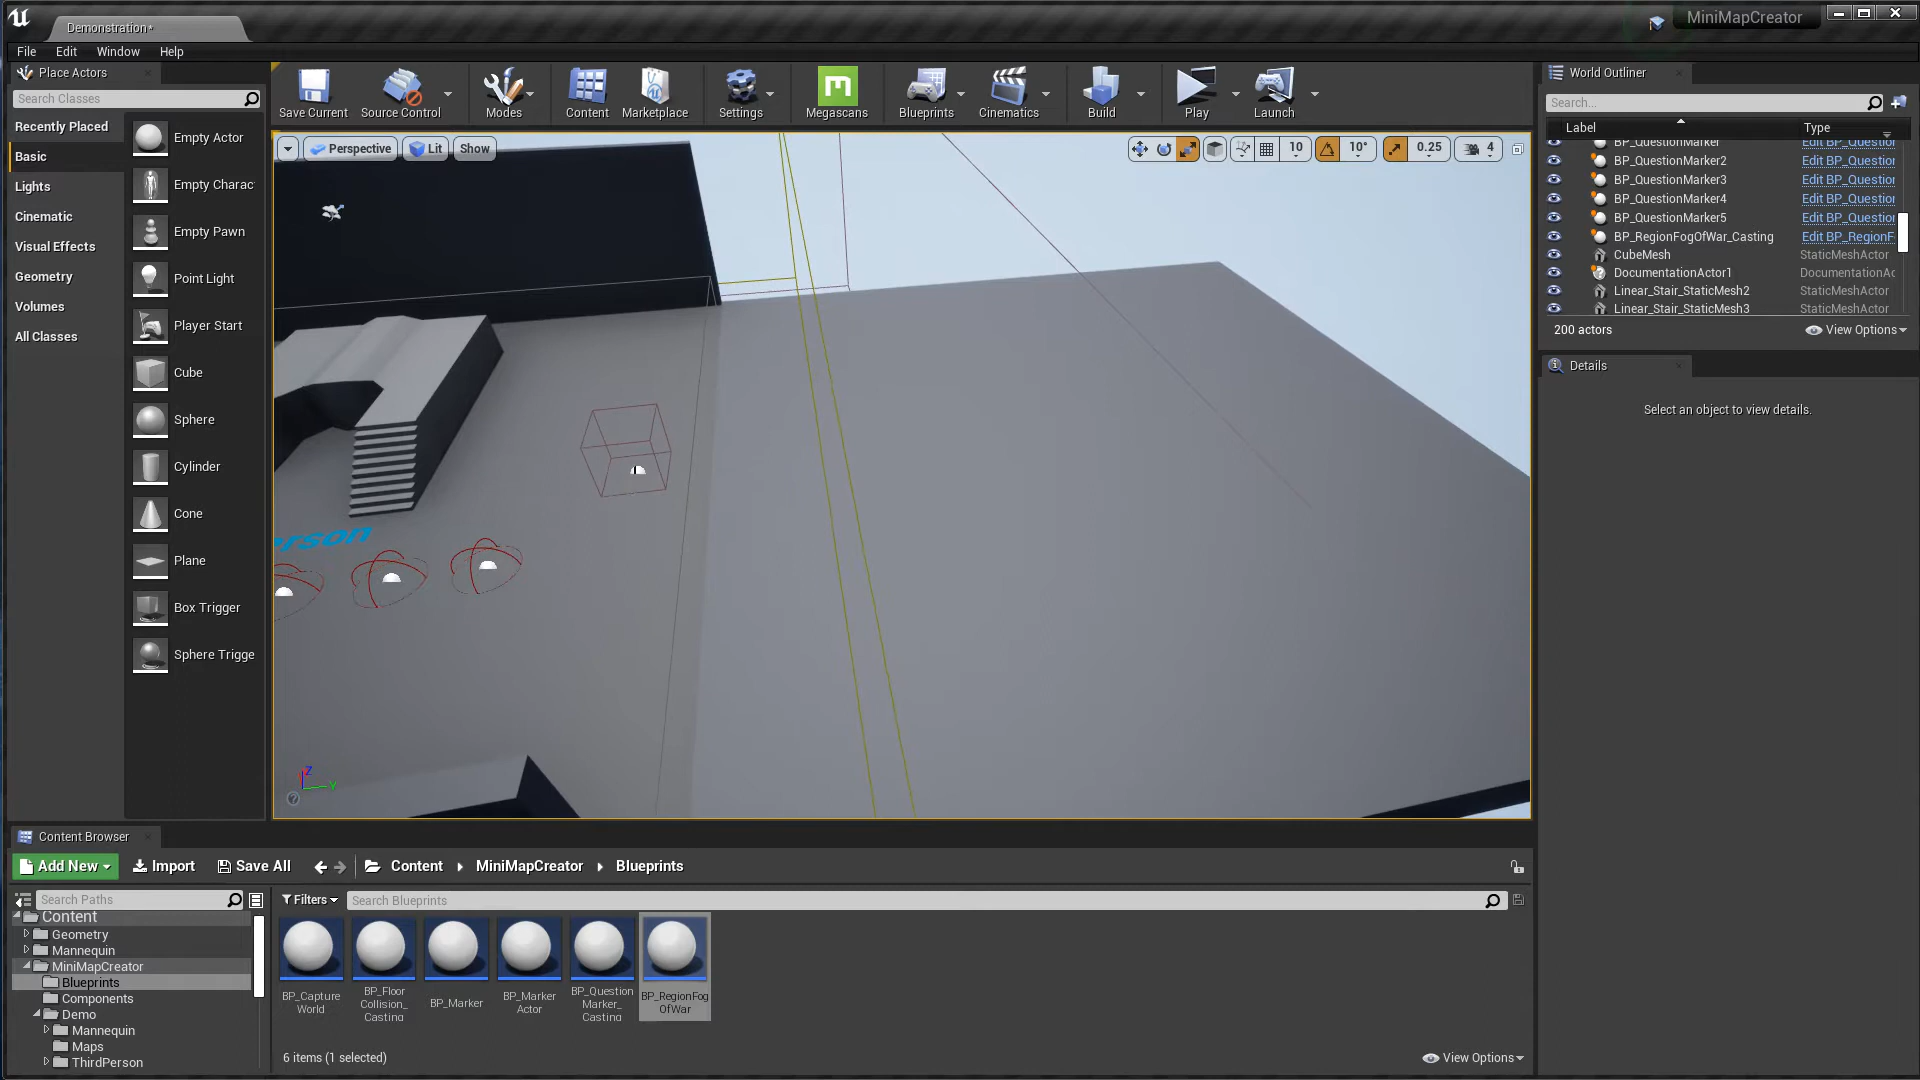 Demonstration*
MiniMapCreator
File Edit Window Help
Place Actors
Search Classes
Recently Placed
Basic
Lights
Cinematic
Visual Effects
Geometry
Volumes
All Classes
Empty Actor
Empty Charac
Empty Pawn
Point Light
Player Start
Cube
Sphere
Cylinder
Cone
Plane
Box Trigger
Sphere Trigge
Save Current
Source Control
Modes
Content
Marketplace
Settings
Megascans
Blueprints
Cinematics
Build
Play
Launch
Perspective
Lit
Show
10
10°
0.25
4
erson
Z
Y
World Outliner
Search...
Label Type
BP_QuestionMarker Edit BP_Question
BP_QuestionMarker2 Edit BP_Question
BP_QuestionMarker3 Edit BP_Question
BP_QuestionMarker4 Edit BP_Question
BP_QuestionMarker5 Edit BP_Question
BP_RegionFogOfWar_Casting Edit BP_RegionF
CubeMesh StaticMeshActor
DocumentationActor1 DocumentationAc
Linear_Stair_StaticMesh2 StaticMeshActor
Linear_Stair_StaticMesh3 StaticMeshActor
200 actors
View Options
Details
Select an object to view details.
Content Browser
Add New
Import
Save All
Content
MiniMapCreator
Blueprints
Search Paths
Content
Geometry
Mannequin
MiniMapCreator
Blueprints
Components
Demo
Mannequin
Maps
ThirdPerson
Filters
Search Blueprints
BP_Capture
World
BP_Floor
Collision_
Casting
BP_Marker
BP_Marker
Actor
BP_Question
Marker_
Casting
BP_RegionFog
OfWar
6 items (1 selected)
View Options